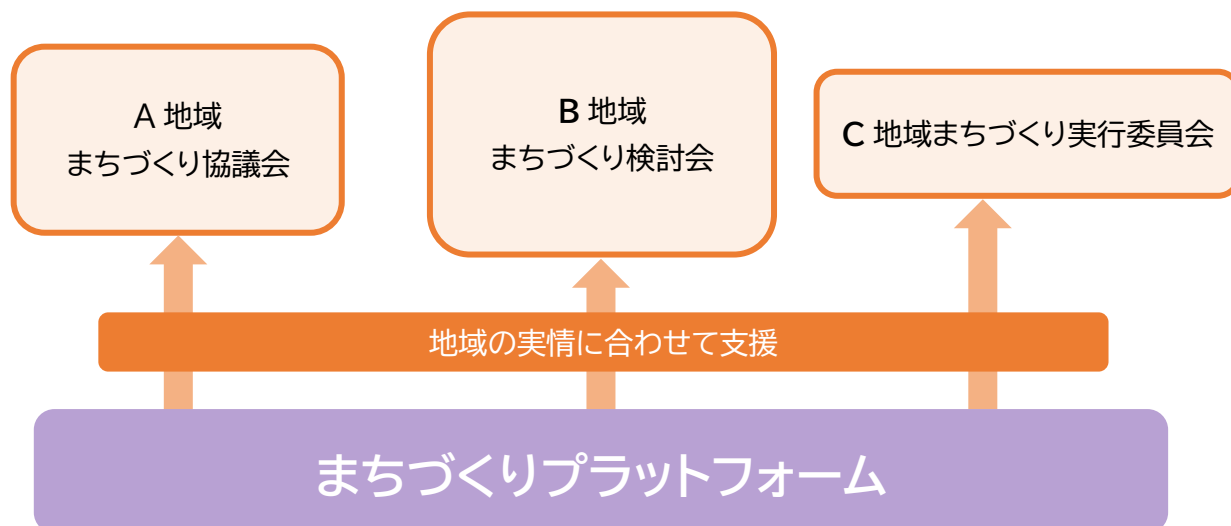 A 地域
まちづくり協議会
B 地域
まちづくり検討会
C 地域まちづくり実行委員会
地域の実情に合わせて支援
まちづくりプラットフォーム